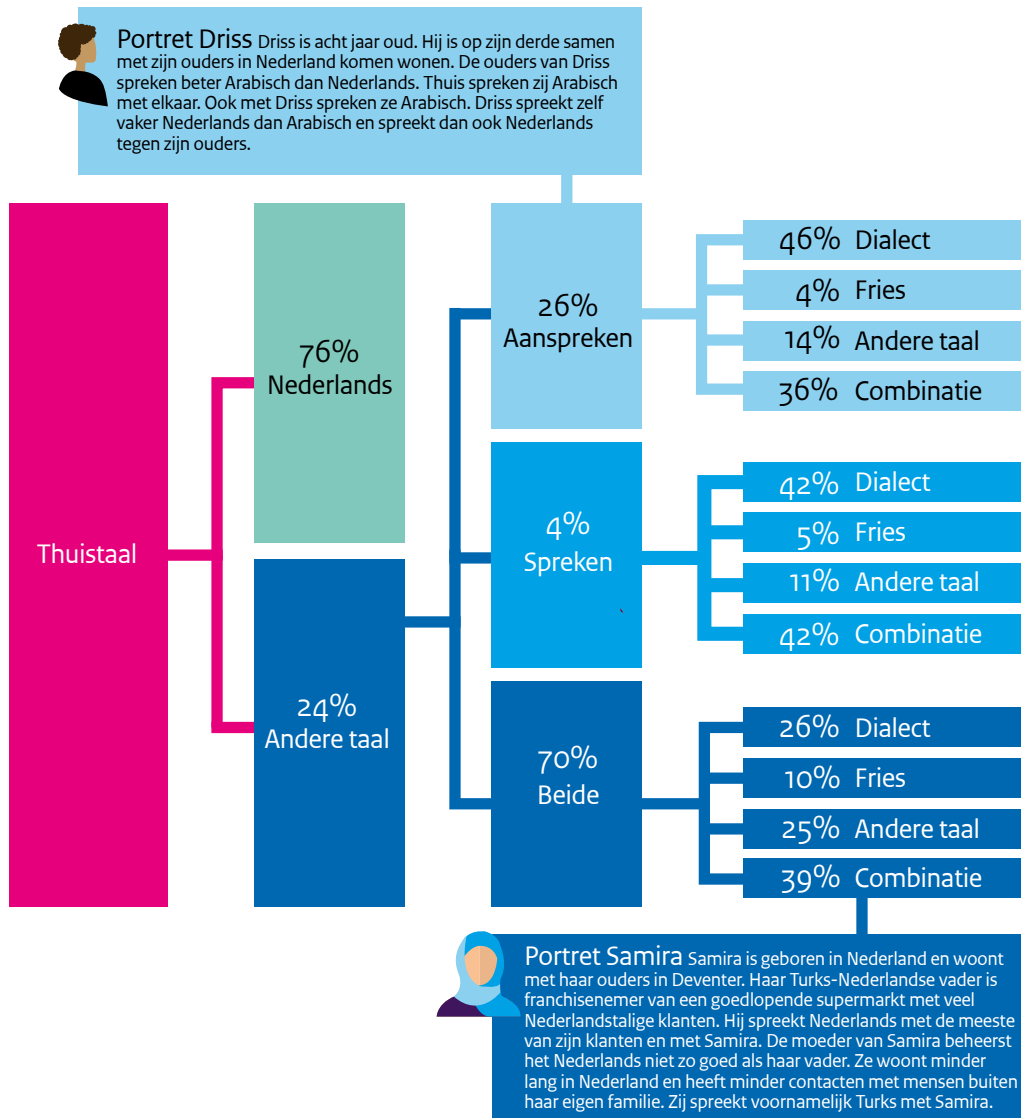 Portret Driss Driss is acht jaar oud. Hij is op zijn derde samen
met zijn ouders in Nederland komen wonen. De ouders van Driss
spreken beter Arabisch dan Nederlands. Thuis spreken zij Arabisch
met elkaar. Ook met Driss spreken ze Arabisch. Driss spreekt zelf
vaker Nederlands dan Arabisch en spreekt dan ook Nederlands
tegen zijn ouders.
Thuistaal
76%
Nederlands
24%
Andere taal
26%
Aanspreken
46% Dialect
4% Fries
14% Andere taal
36% Combinatie
4%
Spreken
42% Dialect
5% Fries
11% Andere taal
42% Combinatie
70%
Beide
26% Dialect
10% Fries
25% Andere taal
39% Combinatie
Portret Samira Samira is geboren in Nederland en woont
met haar ouders in Deventer. Haar Turks-Nederlandse vader is
franchisenemer van een goedlopende supermarkt met veel
Nederlandstalige klanten. Hij spreekt Nederlands met de meeste
van zijn klanten en met Samira. De moeder van Samira beheerst
het Nederlands niet zo goed als haar vader. Ze woont minder
lang in Nederland en heeft minder contacten met mensen buiten
haar eigen familie. Zij spreekt voornamelijk Turks met Samira.